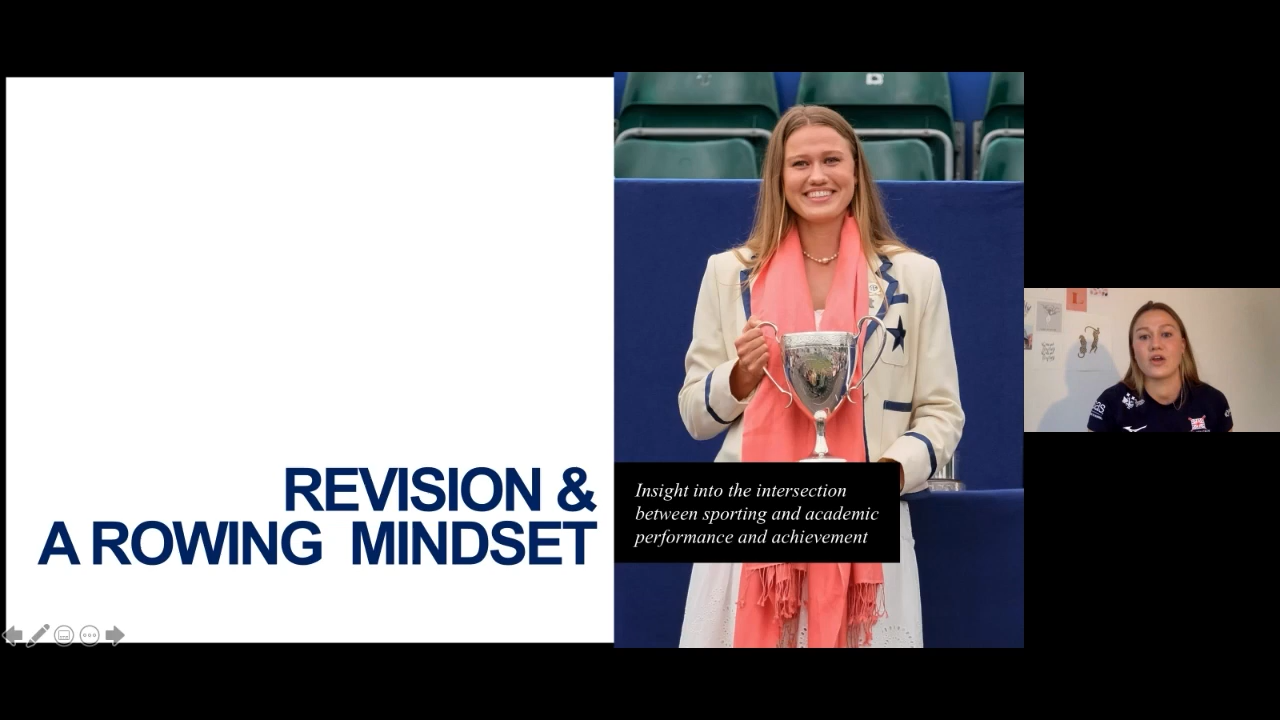 REVISION &
A ROWING MINDSET
Insight into the intersection
between sporting and academic
performance and achievement